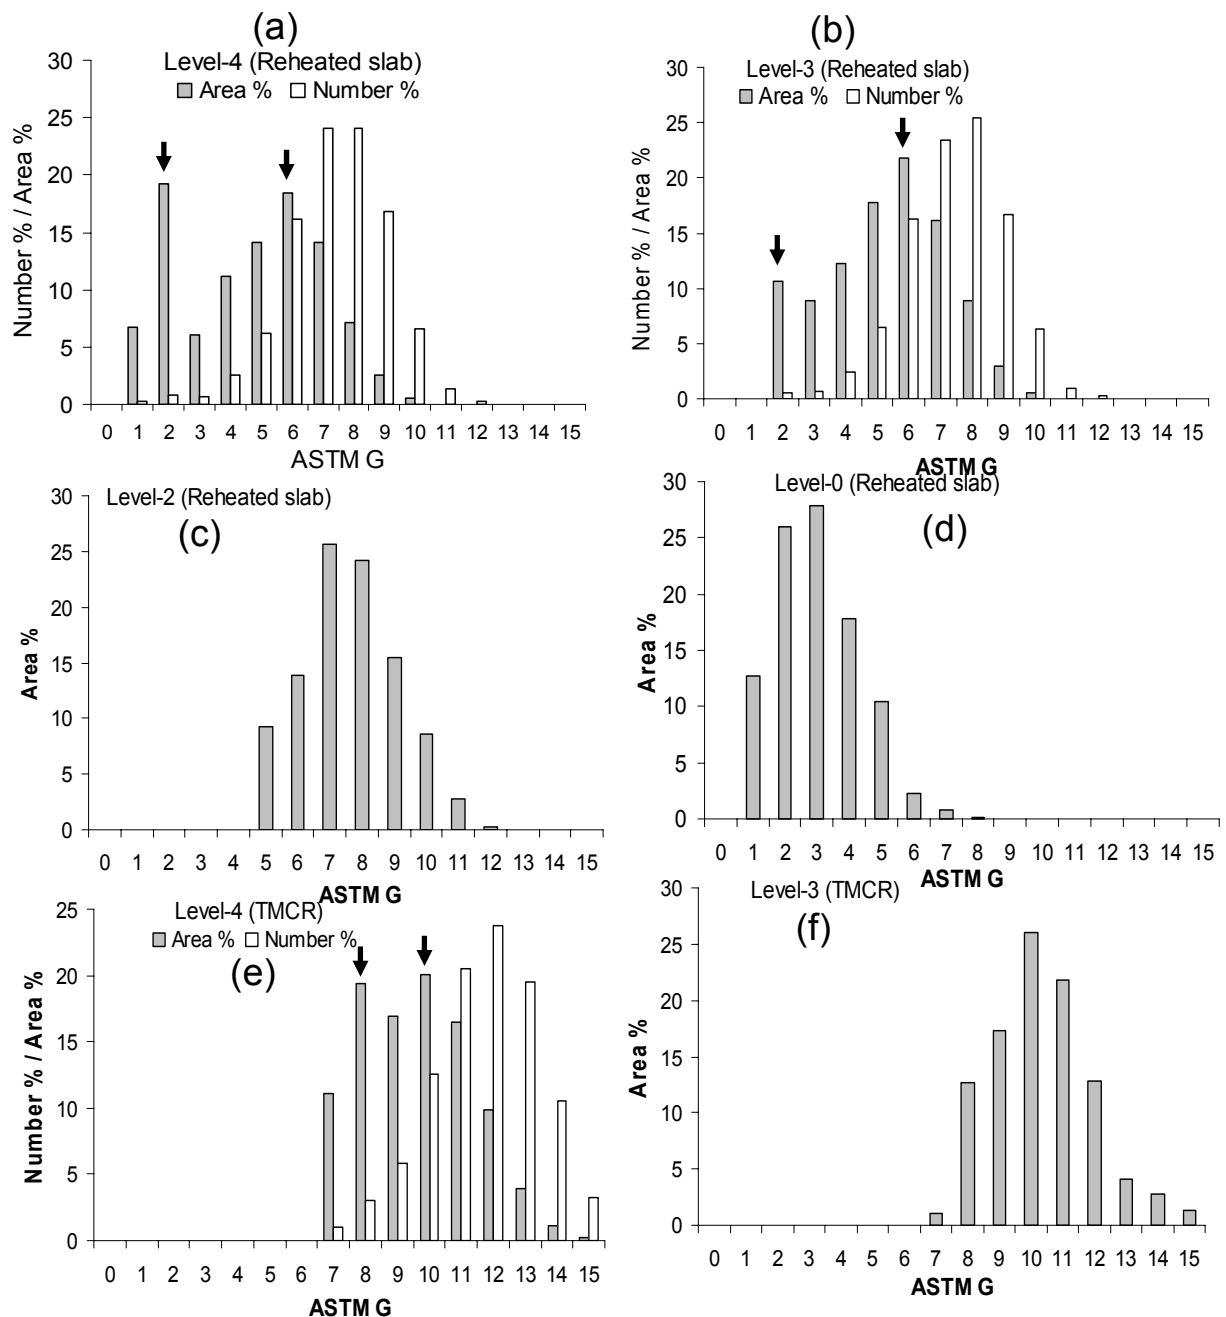 (a)
Level-4 (Reheated slab)
Area % Number %
Number % / Area %
30
25
20
15
10
5
0
0 1 2 3 4 5 6 7 8 9 10 11 12 13 14 15
ASTM G
(b)
Level-3 (Reheated slab)
Area % Number %
Number % / Area %
30
25
20
15
10
5
0
0 1 2 3 4 5 6 7 8 9 10 11 12 13 14 15
ASTM G
Level-2 (Reheated slab)
(c)
Area %
30
25
20
15
10
5
0
0 1 2 3 4 5 6 7 8 9 10 11 12 13 14 15
ASTM G
Level-0 (Reheated slab)
(d)
Area %
30
25
20
15
10
5
0
0 1 2 3 4 5 6 7 8 9 10 11 12 13 14 15
ASTM G
Level-4 (TMCR)
Area % Number %
(e)
Number % / Area %
25
20
15
10
5
0
0 1 2 3 4 5 6 7 8 9 10 11 12 13 14 15
ASTM G
Level-3 (TMCR)
(f)
Area %
30
25
20
15
10
5
0
0 1 2 3 4 5 6 7 8 9 10 11 12 13 14 15
ASTM G